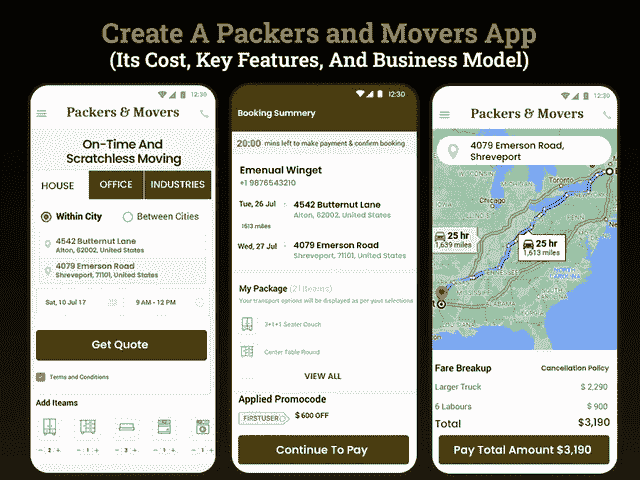 Create A Packers and Movers App
(Its Cost, Key Features, And Business Model)
12:30
Packers & Movers
On-Time And
Scratchless Moving
HOUSE
OFFICE
INDUSTRIES
Within City
Between Cities
4542 Butternut Lane
Alton, 62002, United States
4079 Emerson Road
Shreveport, 71101, United States
Sat, 10 Jul 17
9 AM - 12 PM
Get Quote
Terms and Conditions
Add Iteams
- 2 +
- 1 +
- 3 +
- 1 +
12:30
Booking Summery
20:00 mins left to make payment & confirm booking
Emenual Winget
+1 9876543210
Tue, 26 Jul
4542 Butternut Lane
Alton, 62002, United States
1613 miles
Wed, 27 Jul
4079 Emerson Road
Shreveport, 71101, United States
My Package
Your transport options will be displayed as per your selections
3+1+1 Seater Couch
Center Table Round
VIEW ALL
Applied Promocode
FIRSTUSER
$ 600 OFF
Continue To Pay
12:30
Packers & Movers
4079 Emerson Road,
Shreveport
WISCONSIN
MICHIGAN
Toronto
Chicago
25 hr
1,639 miles
25 hr
1,613 miles
NORTH
CAROLINA
ALABAMA
Fare Breakup
Cancellation Policy
Larger Truck
$ 2,290
6 Labours
$ 900
Total
$3,190
Pay Total Amount $3,190